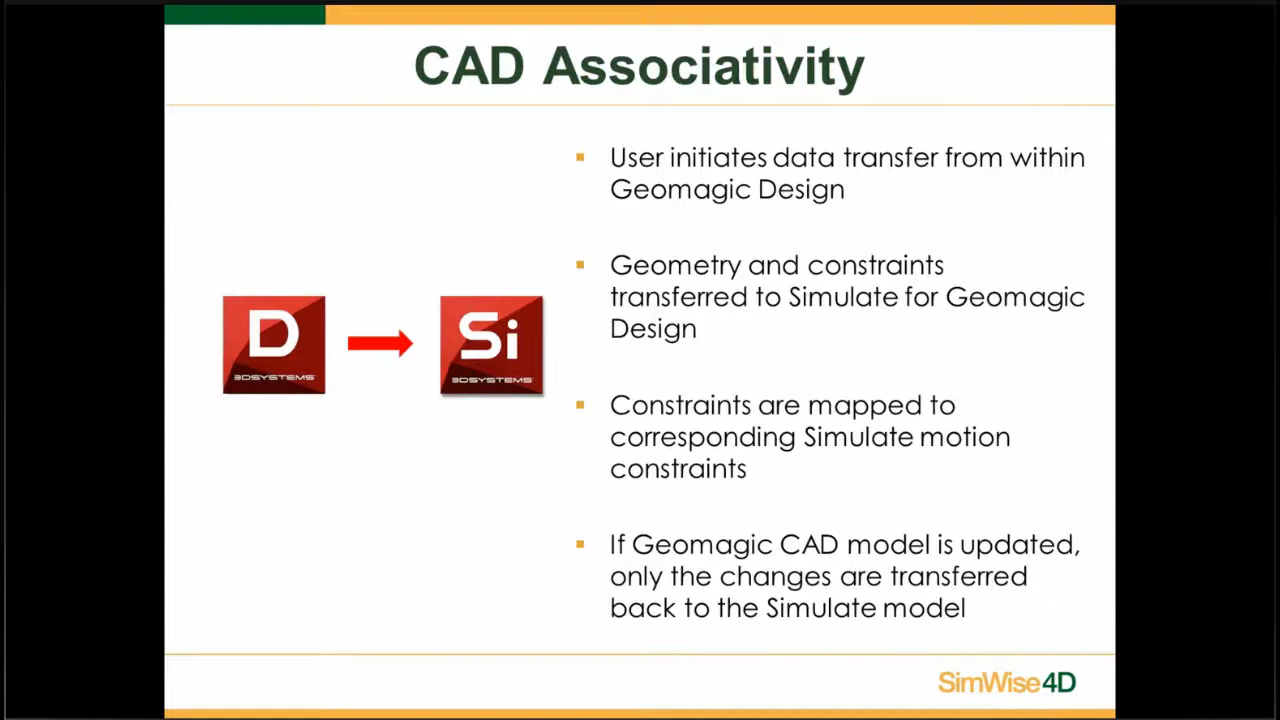 CAD Associativity
User initiates data transfer from within
Geomagic Design
Geometry and constraints
transferred to Simulate for Geomagic
Design
D
3DSYSTEMS
Si
3DSYSTEMS
Constraints are mapped to
corresponding Simulate motion
constraints
If Geomagic CAD model is updated,
only the changes are transferred
back to the Simulate model
SimWise4D